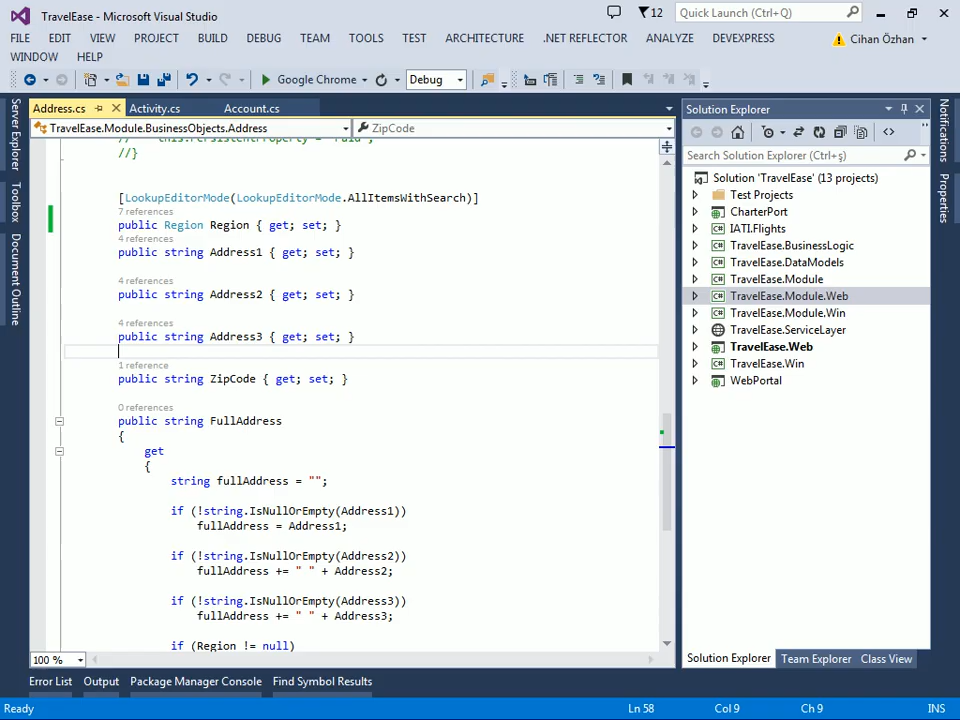 TravelEase - Microsoft Visual Studio
12
Quick Launch (Ctrl+Q)
FILE EDIT VIEW PROJECT BUILD DEBUG TEAM TOOLS TEST ARCHITECTURE .NET REFLECTOR ANALYZE DEVEXPRESS
Cihan Özhan
WINDOW HELP
Google Chrome
Debug
Server Explorer
Toolbox
Document Outline
Address.cs
Activity.cs
Account.cs
TravelEase.Module.BusinessObjects.Address
ZipCode
//}
[LookupEditorMode(LookupEditorMode.AllItemsWithSearch)]
7 references
public Region Region { get; set; }
4 references
public string Address1 { get; set; }
4 references
public string Address2 { get; set; }
4 references
public string Address3 { get; set; }
1 reference
public string ZipCode { get; set; }
0 references
public string FullAddress
{
get
{
string fullAddress = "";
if (!string.IsNullOrEmpty(Address1))
fullAddress = Address1;
if (!string.IsNullOrEmpty(Address2))
fullAddress += " " + Address2;
if (!string.IsNullOrEmpty(Address3))
fullAddress += " " + Address3;
if (Region != null)
100 %
Solution Explorer
Search Solution Explorer (Ctrl+ş)
Solution 'TravelEase' (13 projects)
Test Projects
CharterPort
IATI.Flights
TravelEase.BusinessLogic
TravelEase.DataModels
TravelEase.Module
TravelEase.Module.Web
TravelEase.Module.Win
TravelEase.ServiceLayer
TravelEase.Web
TravelEase.Win
WebPortal
Solution Explorer Team Explorer Class View
Notifications
Properties
Error List Output Package Manager Console Find Symbol Results
Ready
Ln 58
Col 9
Ch 9
INS